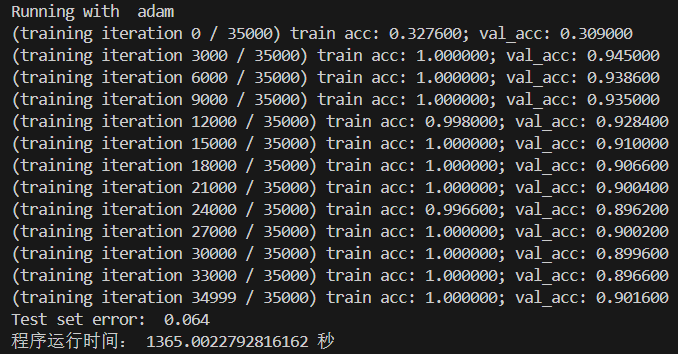 Running with  adam
(training iteration 0 / 35000) train acc: 0.327600; val_acc: 0.309000
(training iteration 3000 / 35000) train acc: 1.000000; val_acc: 0.945000
(training iteration 6000 / 35000) train acc: 1.000000; val_acc: 0.938600
(training iteration 9000 / 35000) train acc: 1.000000; val_acc: 0.935000
(training iteration 12000 / 35000) train acc: 0.998000; val_acc: 0.928400
(training iteration 15000 / 35000) train acc: 1.000000; val_acc: 0.910000
(training iteration 18000 / 35000) train acc: 1.000000; val_acc: 0.906600
(training iteration 21000 / 35000) train acc: 1.000000; val_acc: 0.900400
(training iteration 24000 / 35000) train acc: 0.996600; val_acc: 0.896200
(training iteration 27000 / 35000) train acc: 1.000000; val_acc: 0.900200
(training iteration 30000 / 35000) train acc: 1.000000; val_acc: 0.899600
(training iteration 33000 / 35000) train acc: 1.000000; val_acc: 0.896600
(training iteration 34999 / 35000) train acc: 1.000000; val_acc: 0.901600
Test set error:  0.064
程序运行时间： 1365.0022792816162 秒